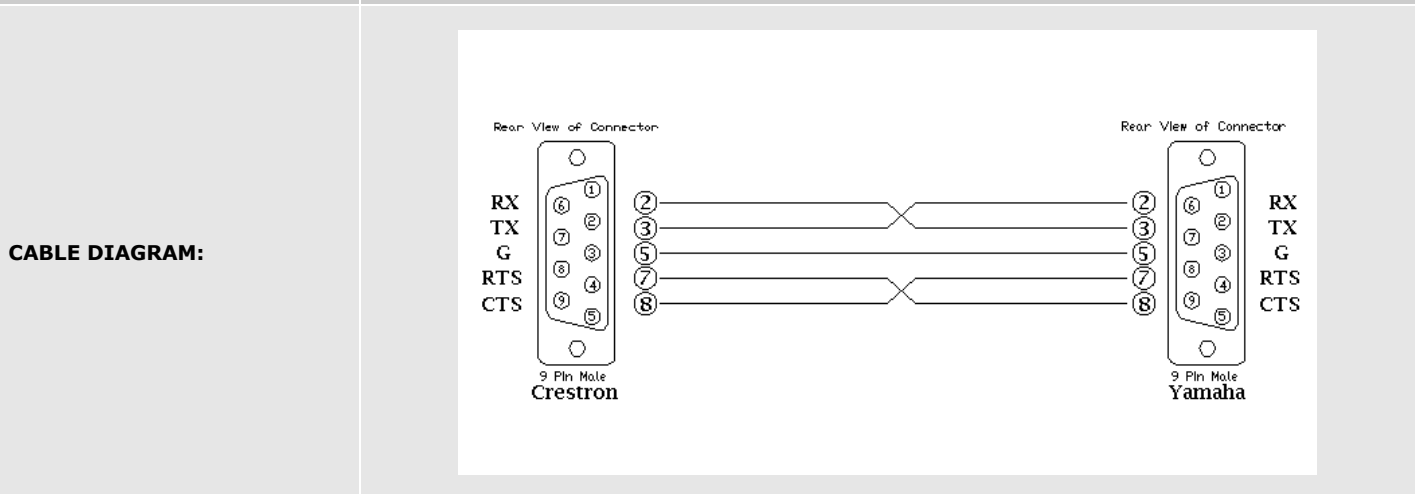 CABLE DIAGRAM:
Rear View of Connector
RX
TX
G
RTS
CTS
1
6
2
7
3
8
4
9
5
2
3
5
7
8
9 Pin Male
Crestron
Rear View of Connector
2
3
5
7
8
1
6
2
7
3
8
4
9
5
RX
TX
G
RTS
CTS
9 Pin Male
Yamaha